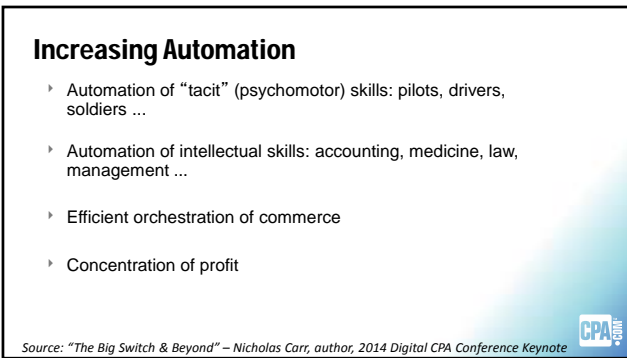 Increasing Automation
‣ Automation of “tacit” (psychomotor) skills: pilots, drivers,
soldiers ...
‣ Automation of intellectual skills: accounting, medicine, law,
management ...
‣ Efficient orchestration of commerce
‣ Concentration of profit
Source: “The Big Switch & Beyond” – Nicholas Carr, author, 2014 Digital CPA Conference Keynote
CPA.COM